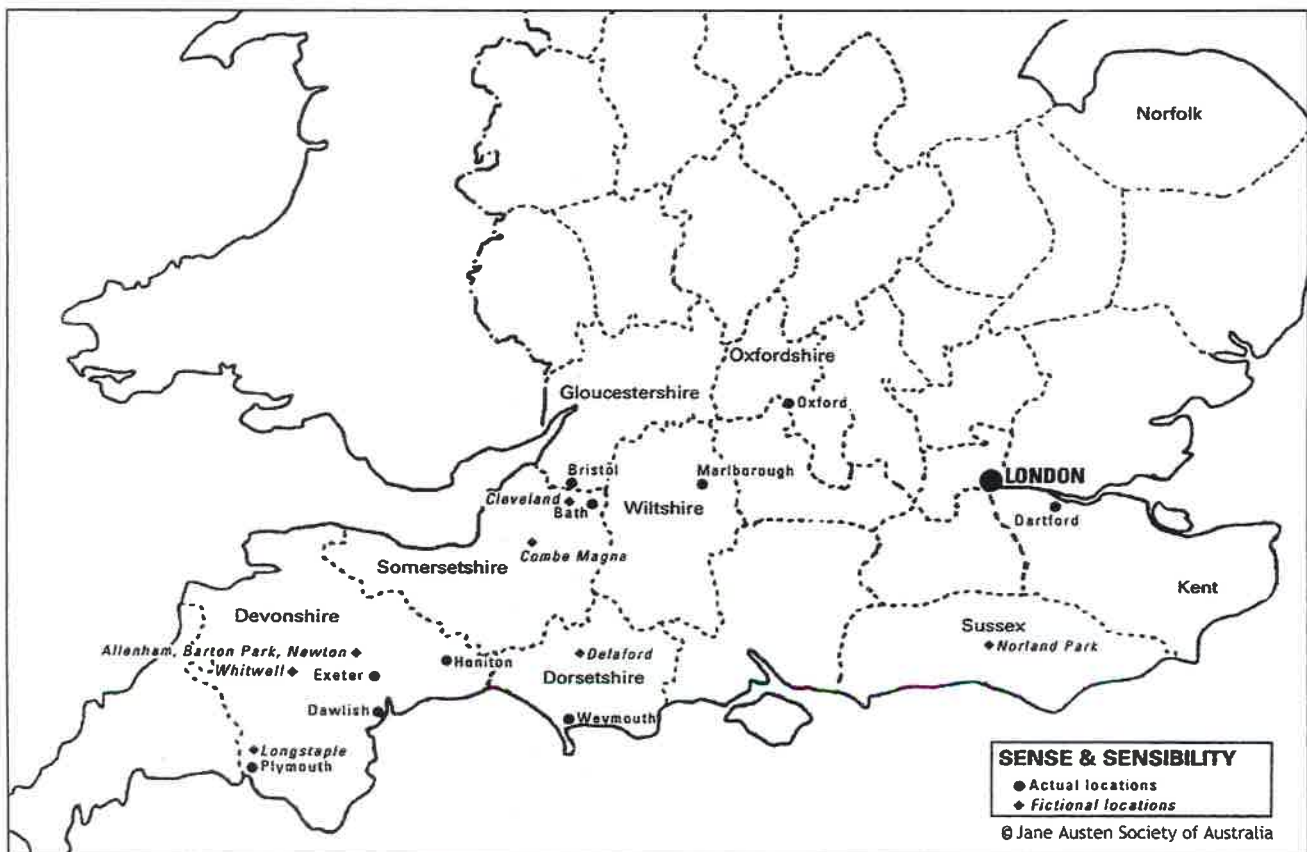 Norfolk
Oxfordshire
Gloucestershire
Oxford
Bristol
Marlborough
LONDON
Cleveland
Bath
Wiltshire
Dartford
Combe Magna
Somersetshire
Kent
Devonshire
Sussex
Allenham, Barton Park, Newton
Honiton
Delaford
Norland Park
Whitwell
Exeter
Dorsetshire
Dawlish
Weymouth
Longstaple
Plymouth
SENSE & SENSIBILITY
Actual locations
Fictional locations
© Jane Austen Society of Australia